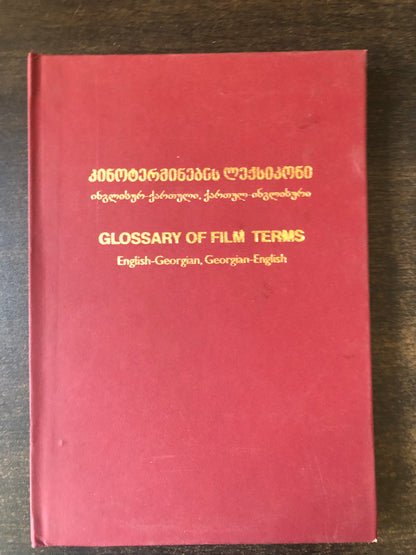 კინოტერმინების ლექსიკონი
ინგლისურ-ქართული, ქართულ-ინგლისური
GLOSSARY OF FILM TERMS
English-Georgian, Georgian-English